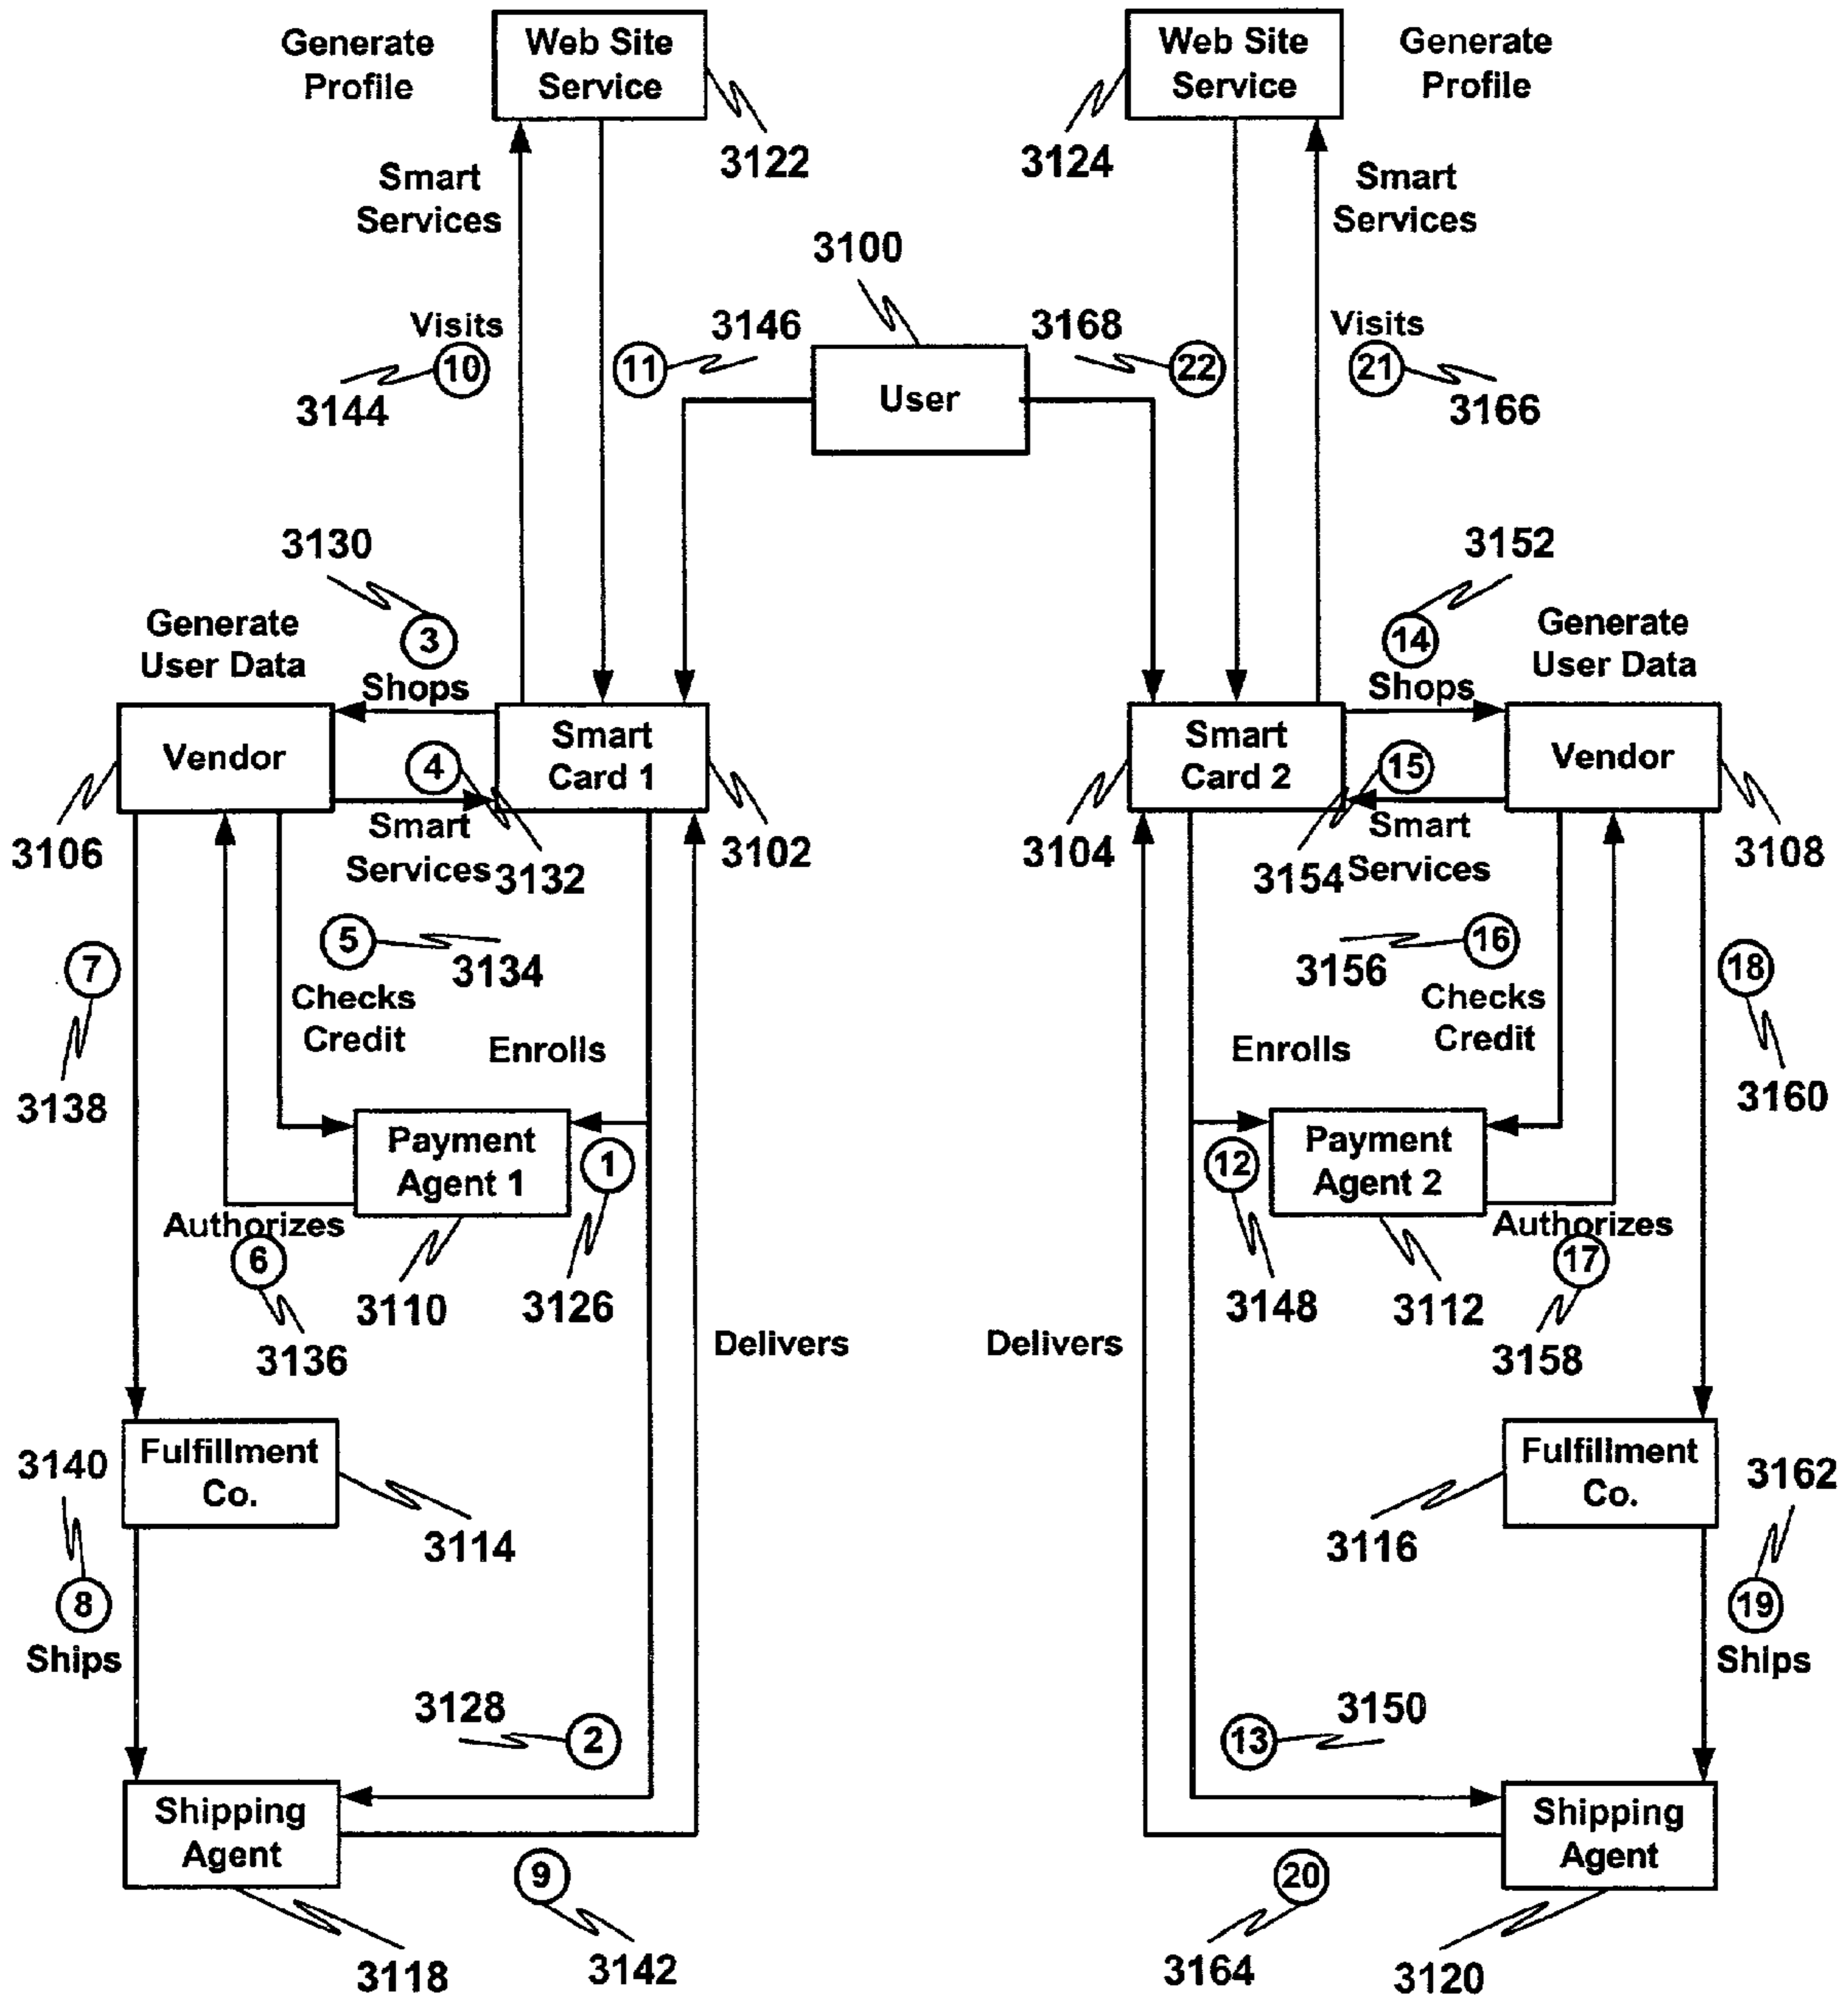 Generate
Profile
Web Site
Service
3122
Web Site
Service
Generate
Profile
3124
Smart
Services
Smart
Services
3100
Visits
10
3144
11
3146
User
3168
22
Visits
21
3166
3130
3
Generate
User Data
Shops
3152
14
Generate
User Data
Shops
Vendor
3106
4
Smart
Services
3132
Smart
Card 1
3102
Smart
Card 2
3104
15
Smart
Services
3154
Vendor
3108
7
3138
5
3134
Checks
Credit
Enrolls
3156
16
Checks
Credit
Enrolls
18
3160
Payment
Agent 1
1
Authorizes
6
3136
3110
3126
12
Payment
Agent 2
Authorizes
17
3148
3112
3158
Delivers
Delivers
3140
Fulfillment
Co.
3114
Fulfillment
Co.
3116
3162
8
Ships
19
Ships
3128
2
13
3150
Shipping
Agent
9
3118
3142
Shipping
Agent
20
3164
3120